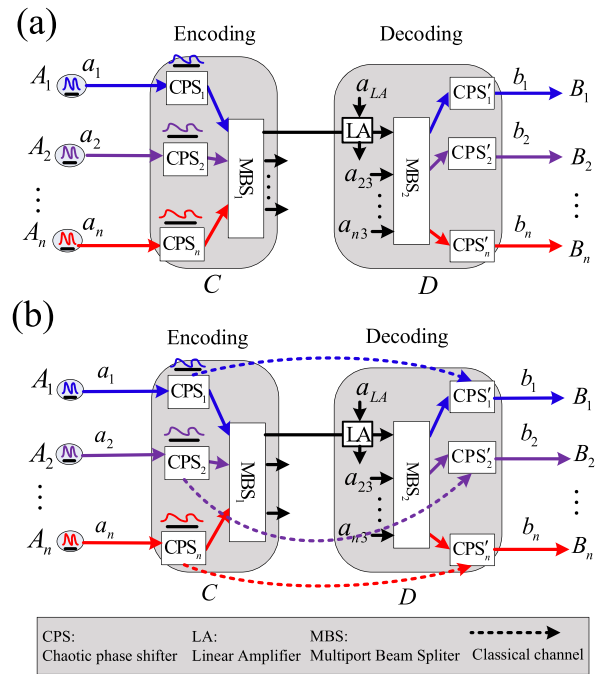 (a)
Encoding
Decoding
A1 a1 CPS1 aLA CPS′1 b1 B1
LA
A2 a2 CPS2 MBS1 a23 MBS2 CPS′2 b2 B2
An an CPSn an3 CPS′n bn Bn
C
D
(b)
Encoding
Decoding
A1 a1 CPS1 aLA CPS′1 b1 B1
LA
A2 a2 CPS2 MBS1 a23 MBS2 CPS′2 b2 B2
An an CPSn an3 CPS′n bn Bn
C
D
CPS: LA: MBS:
Chaotic phase shifter Linear Amplifier Multiport Beam Spliter Classical channel